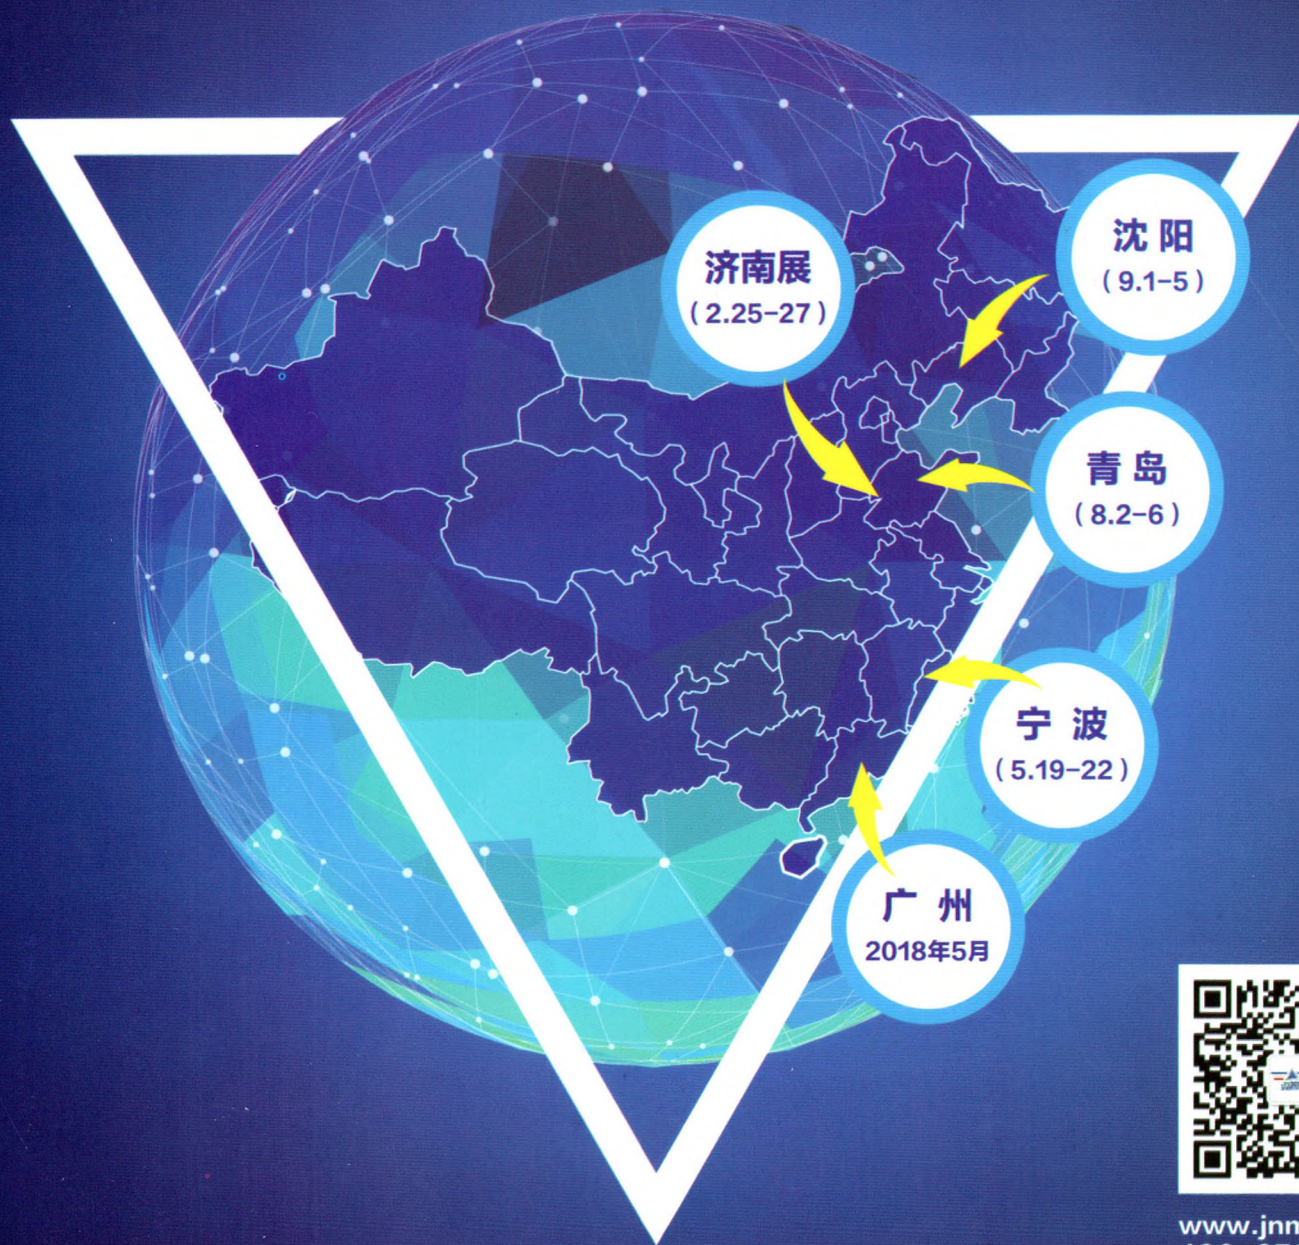 沈阳
（9.1-5）
济南展
（2.25-27）
青岛
（8.2-6）
宁波
（5.19-22）
广州
2018年5月
www.jnm